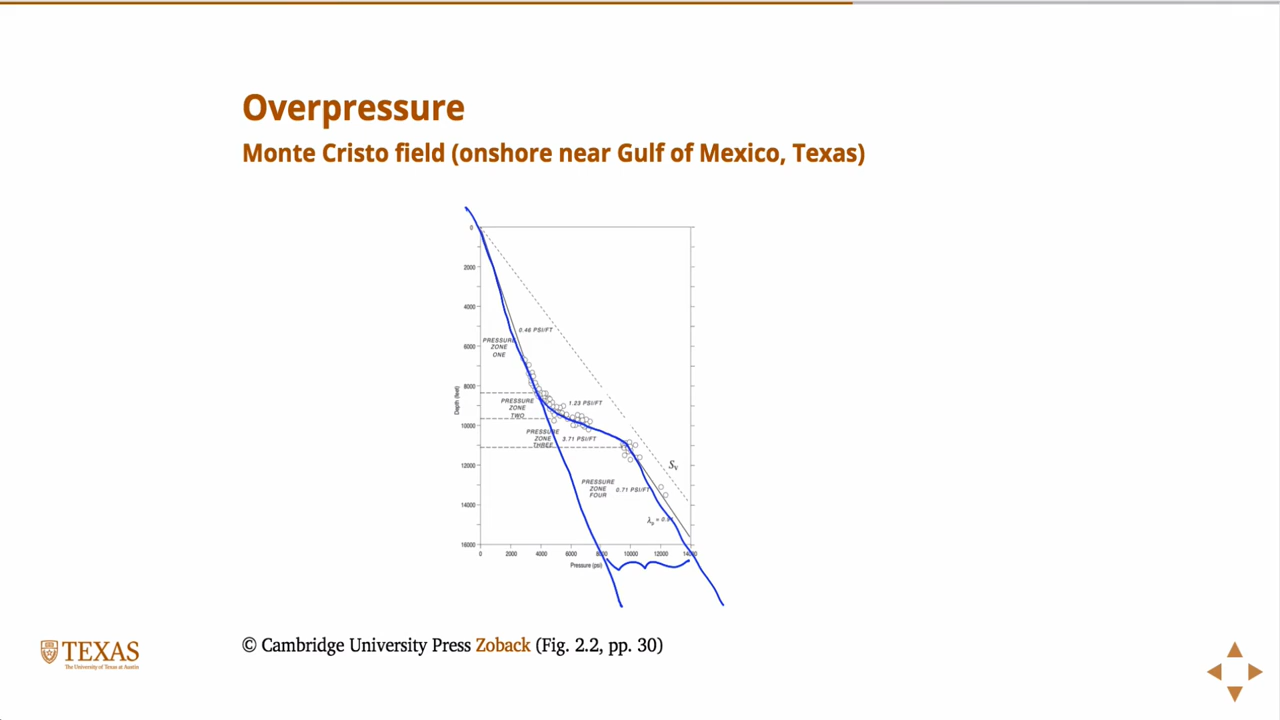 Overpressure
Monte Cristo field (onshore near Gulf of Mexico, Texas)
0
2000
4000
0.46 PSI/FT
PRESSURE
6000
ZONE
ONE
8000
Depth (feet)
PRESSURE
1.23 PSI/FT
ZONE
TWO
10000
PRESSURE
ZONE
3.71 PSI/FT
THREE
12000
Sv
PRESSURE
ZONE
0.71 PSI/FT
FOUR
14000
16000
0 2000 4000 6000 8000 10000 12000 14000
Pressure (psi)
TEXAS
The University of Texas at Austin
© Cambridge University Press Zoback (Fig. 2.2, pp. 30)